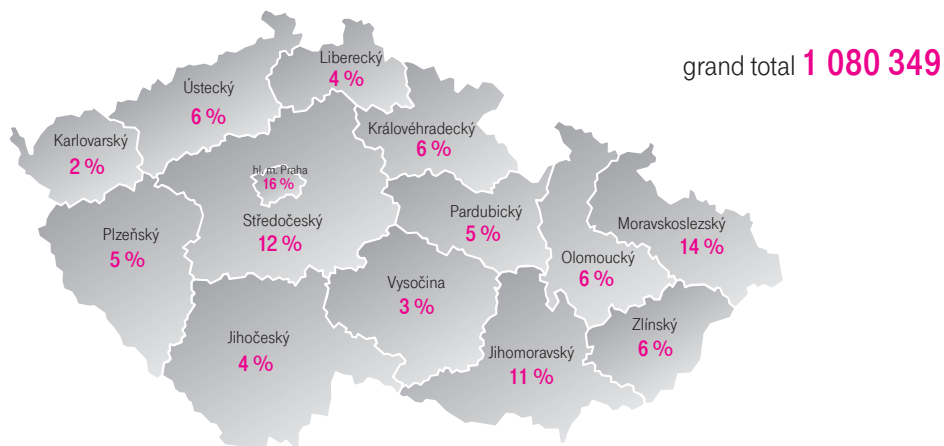 grand total 1 080 349
Liberecký
4 %
Ústecký
6 %
Královéhradecký
6 %
Karlovarský
2 %
hl. m. Praha
16 %
Středočeský
12 %
Pardubický
5 %
Moravskoslezský
14 %
Plzeňský
5 %
Olomoucký
6 %
Vysočina
3 %
Zlínský
6 %
Jihočeský
4 %
Jihomoravský
11 %